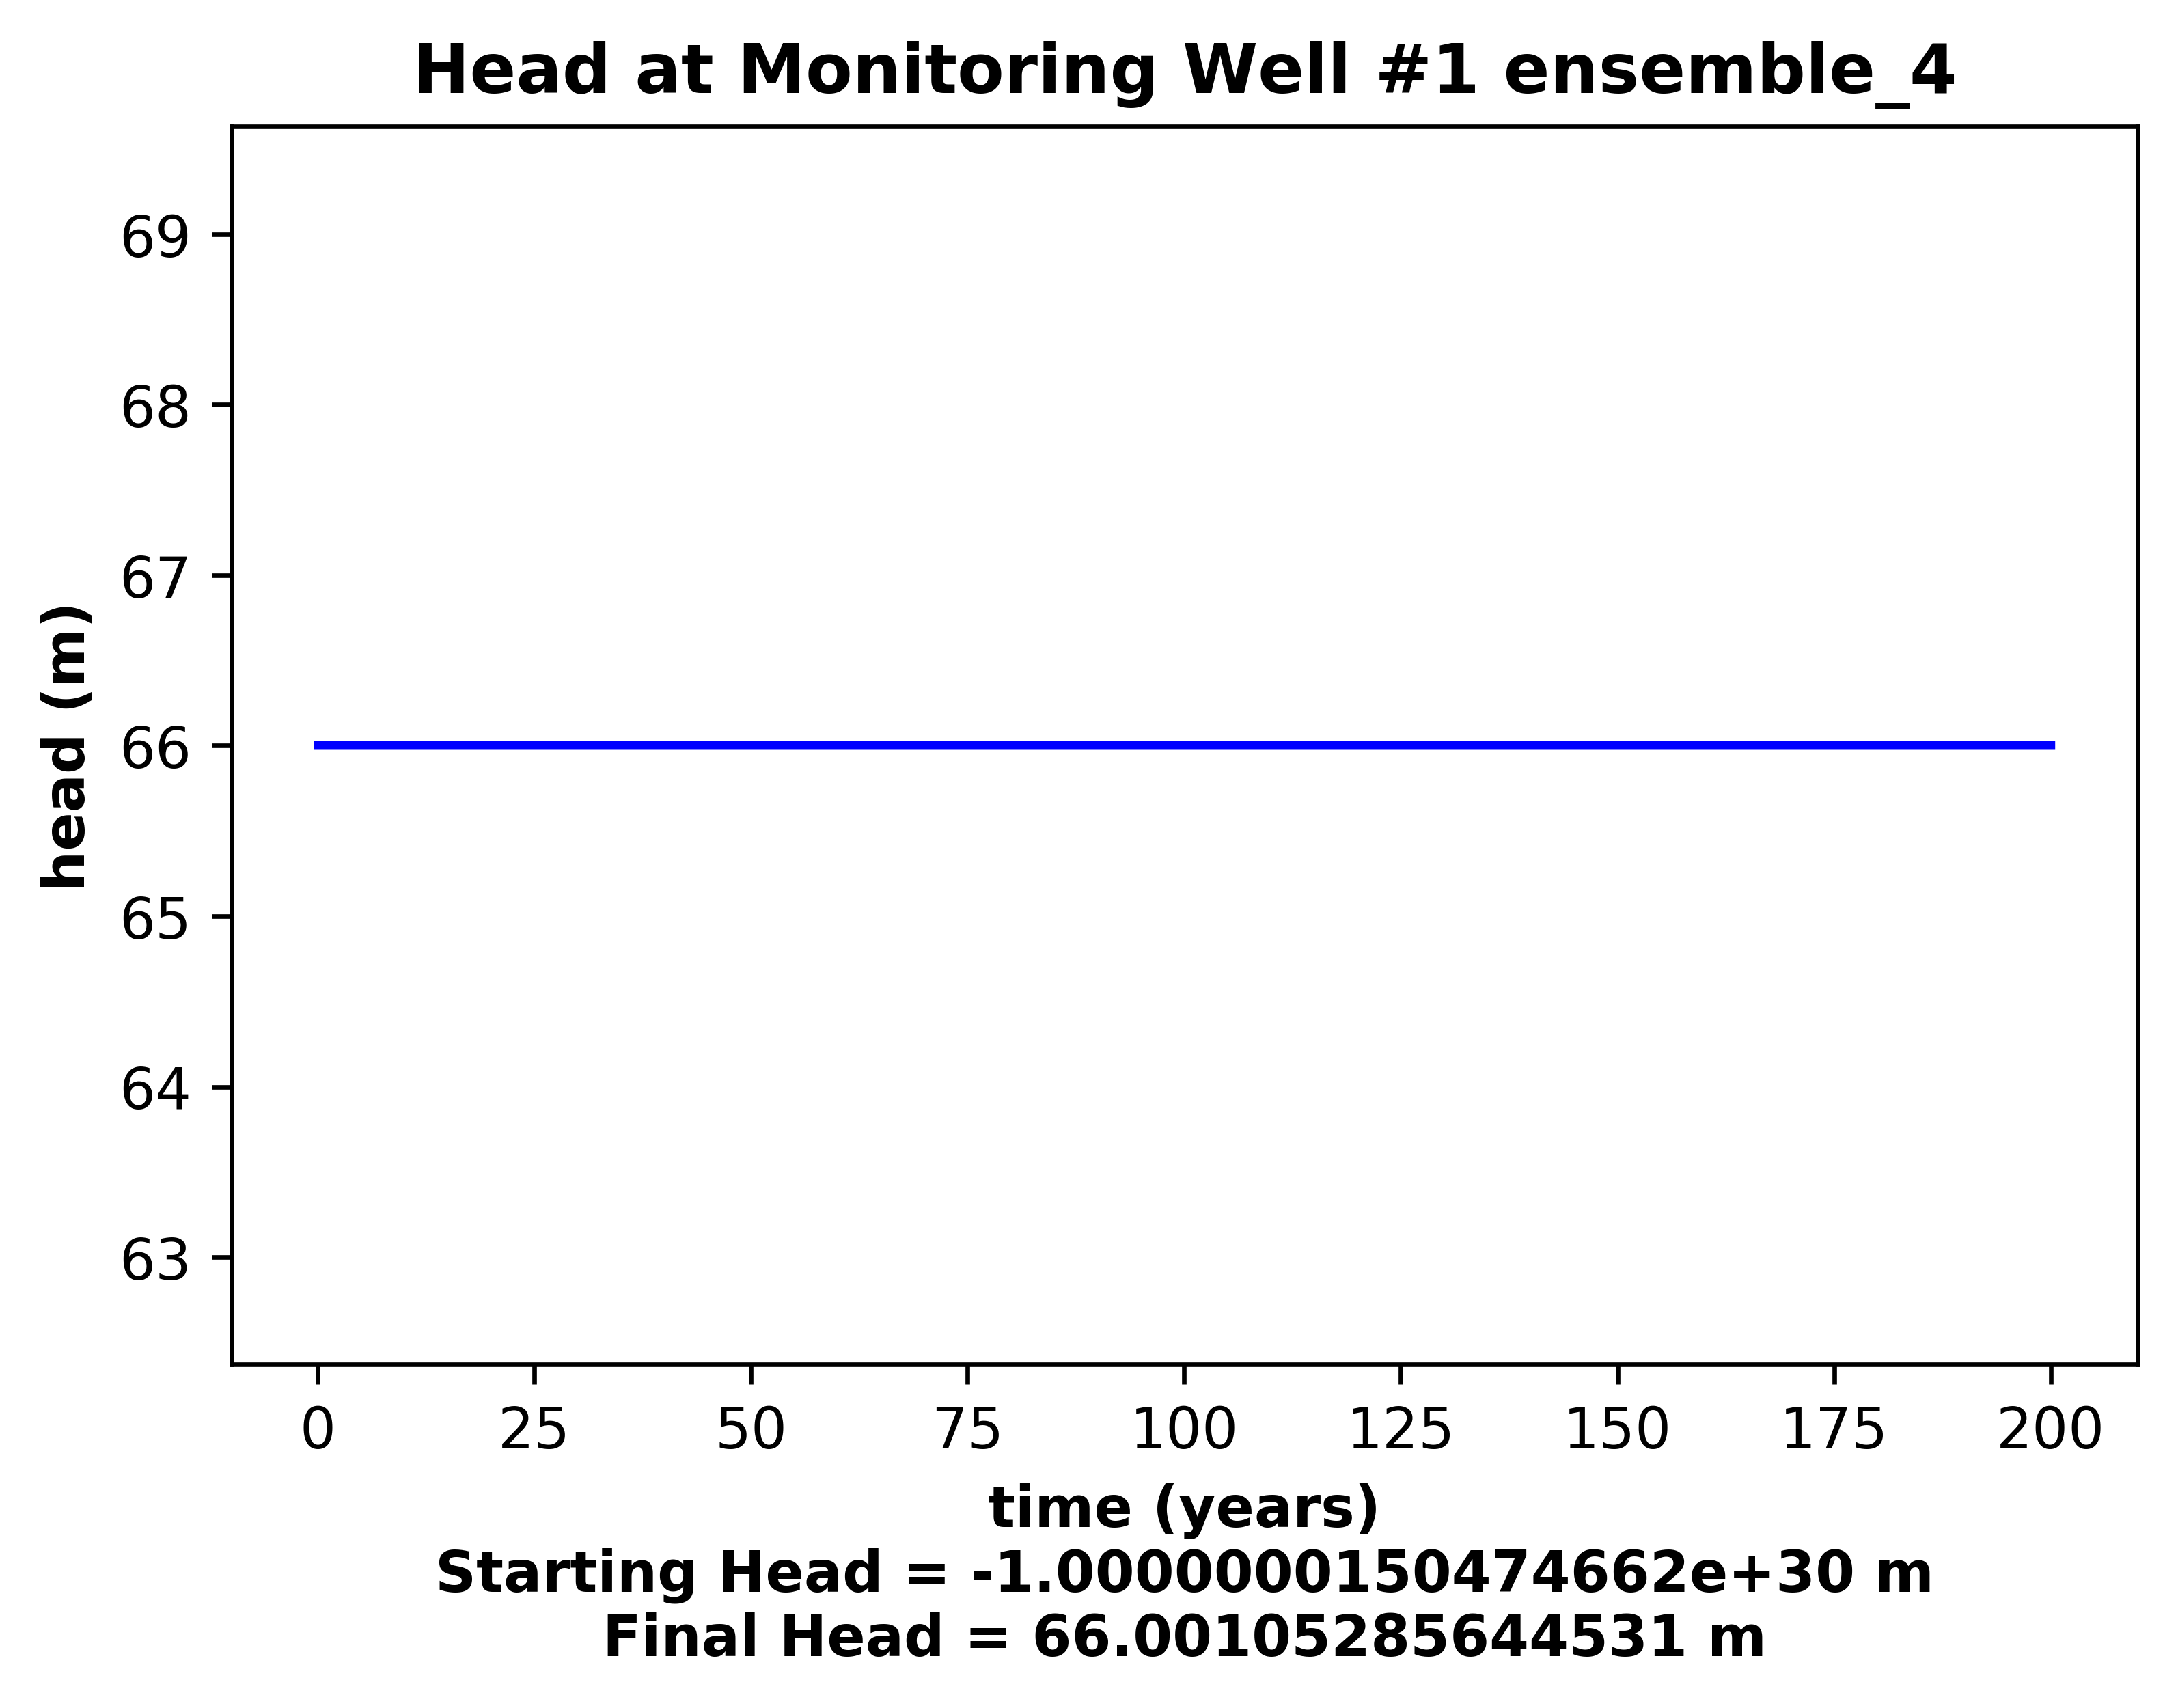 Head at Monitoring Well #1 ensemble_4
69
68
67
66
65
64
63
head (m)
0 25 50 75 100 125 150 175 200
time (years)
Starting Head = -1.0000000150474662e+30 m
Final Head = 66.00105285644531 m